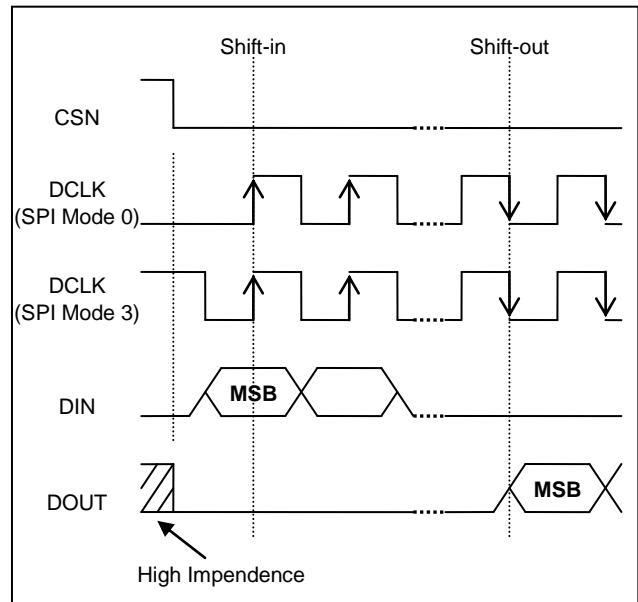 Shift-in Shift-out
CSN
DCLK
(SPI Mode 0)
DCLK
(SPI Mode 3)
DIN
MSB
DOUT
MSB
High Impendence